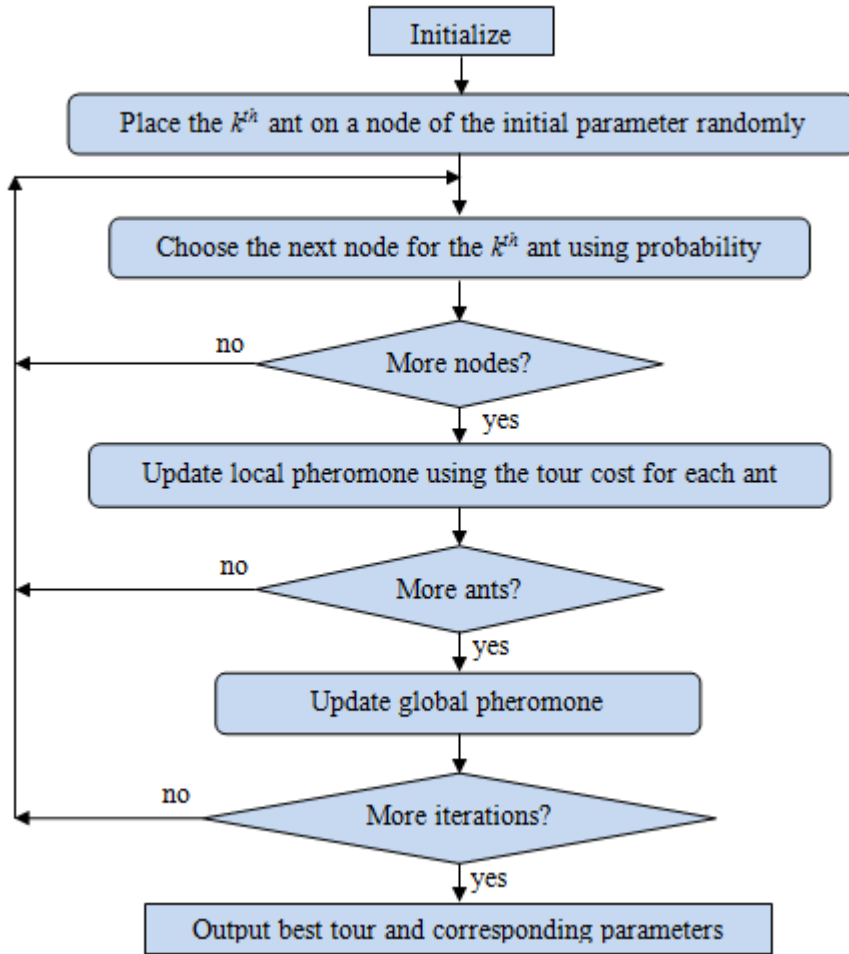 Initialize
Place the kth ant on a node of the initial parameter randomly
Choose the next node for the kth ant using probability
no
More nodes?
yes
Update local pheromone using the tour cost for each ant
no
More ants?
yes
Update global pheromone
no
More iterations?
yes
Output best tour and corresponding parameters